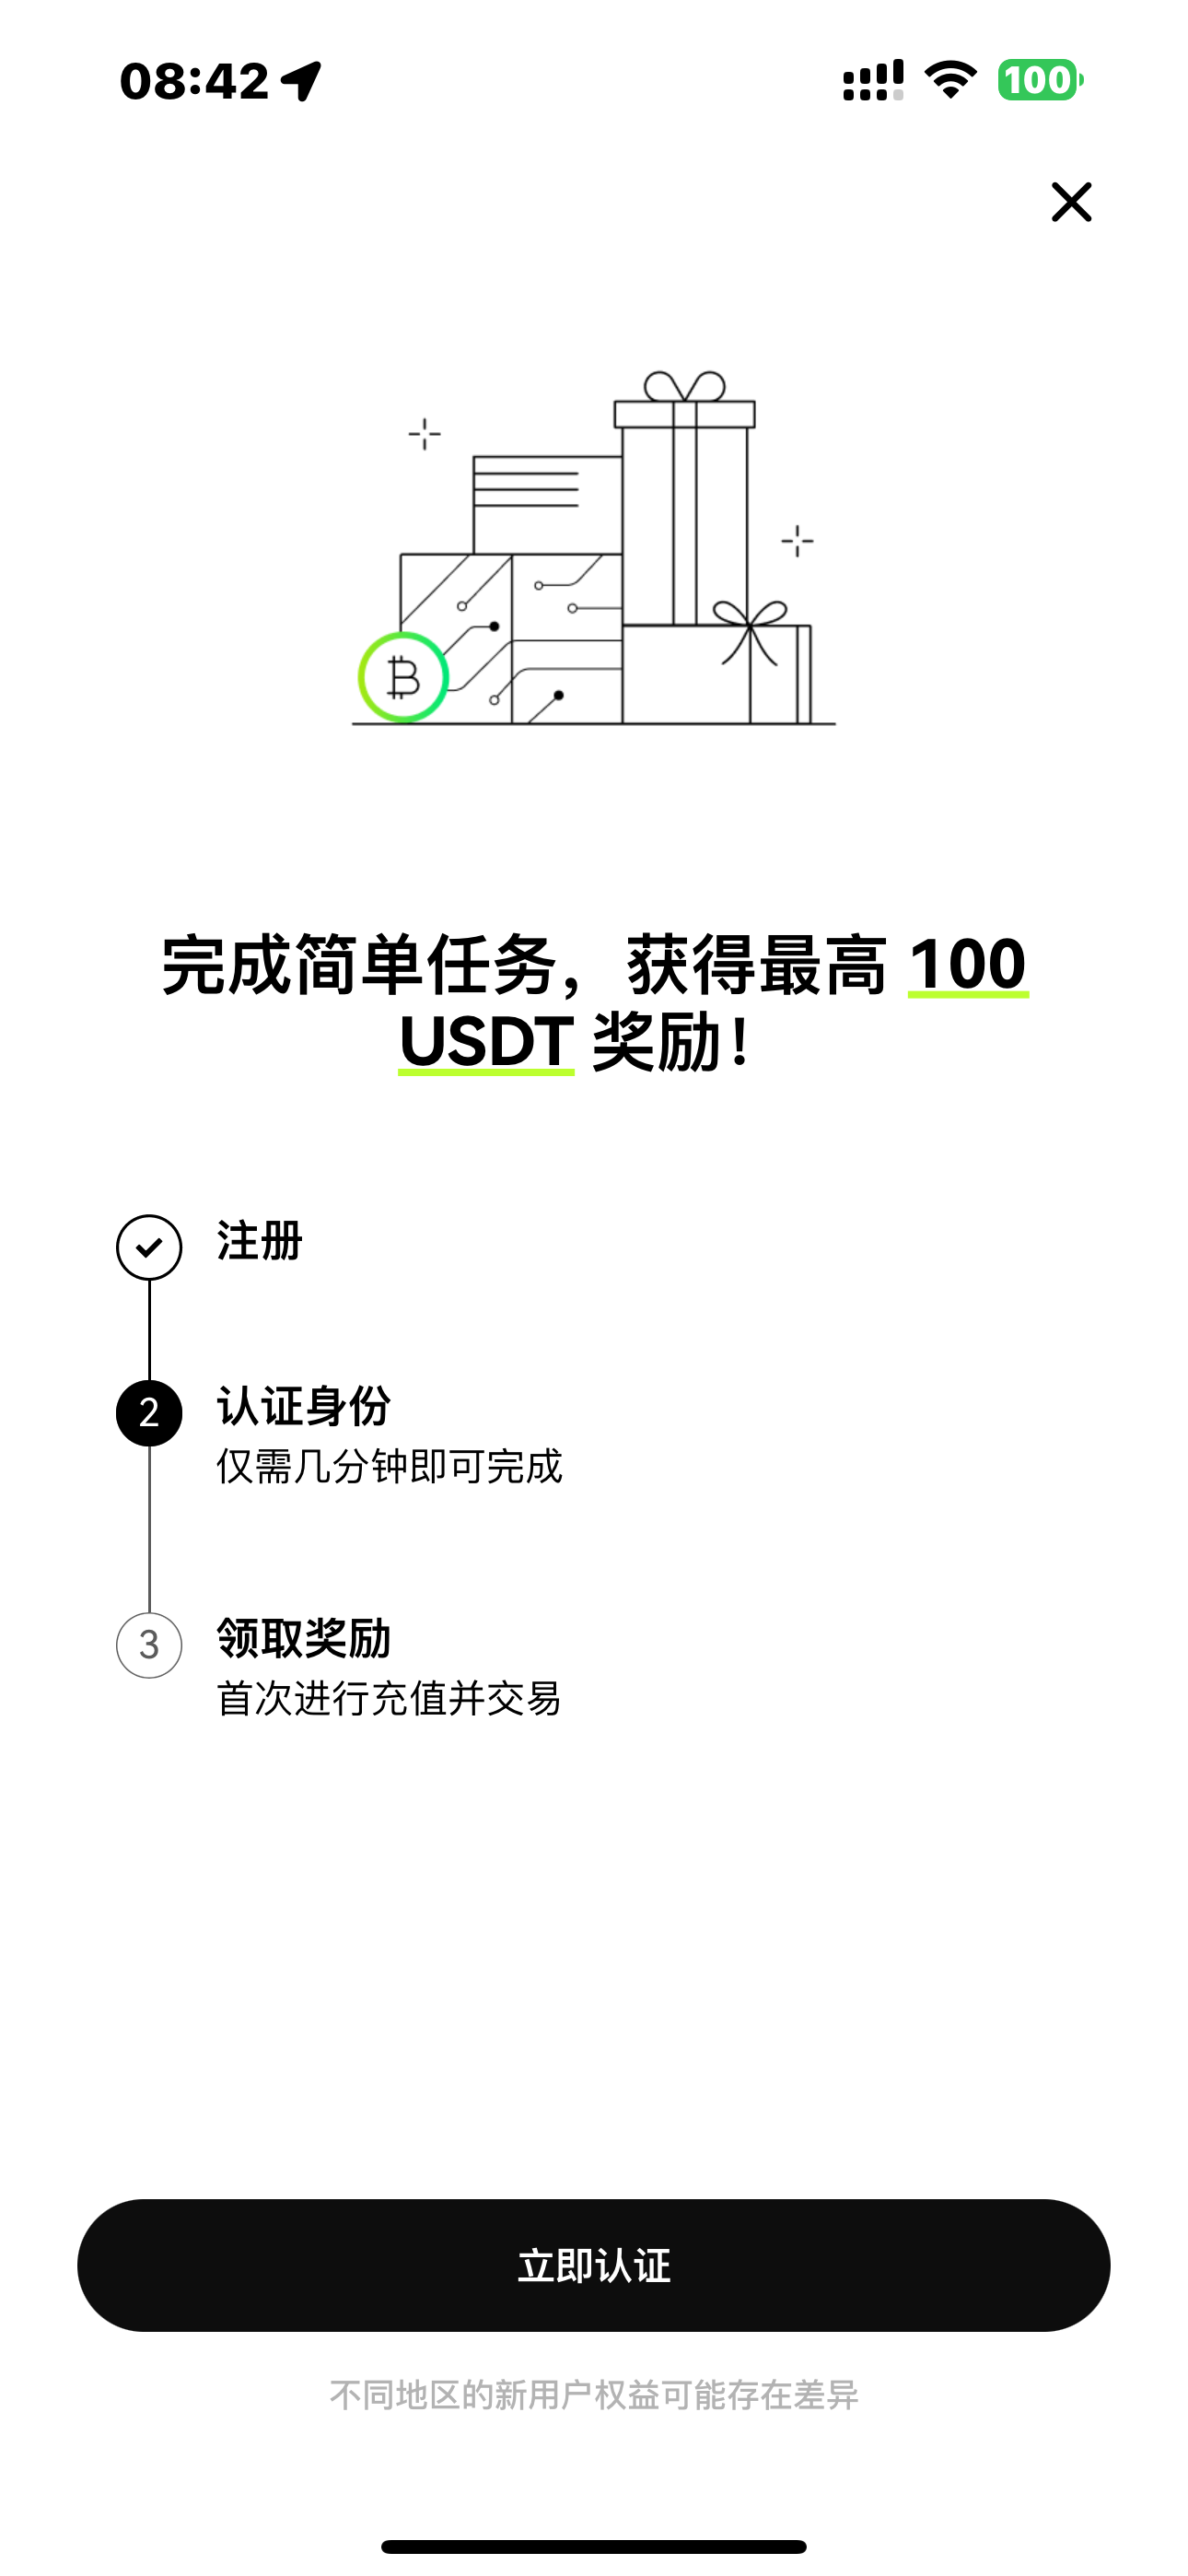 08:42
100
完成简单任务，获得最高 100
USDT 奖励！
注册
2
认证身份
仅需几分钟即可完成
3
领取奖励
首次进行充值并交易
立即认证
不同地区的新用户权益可能存在差异